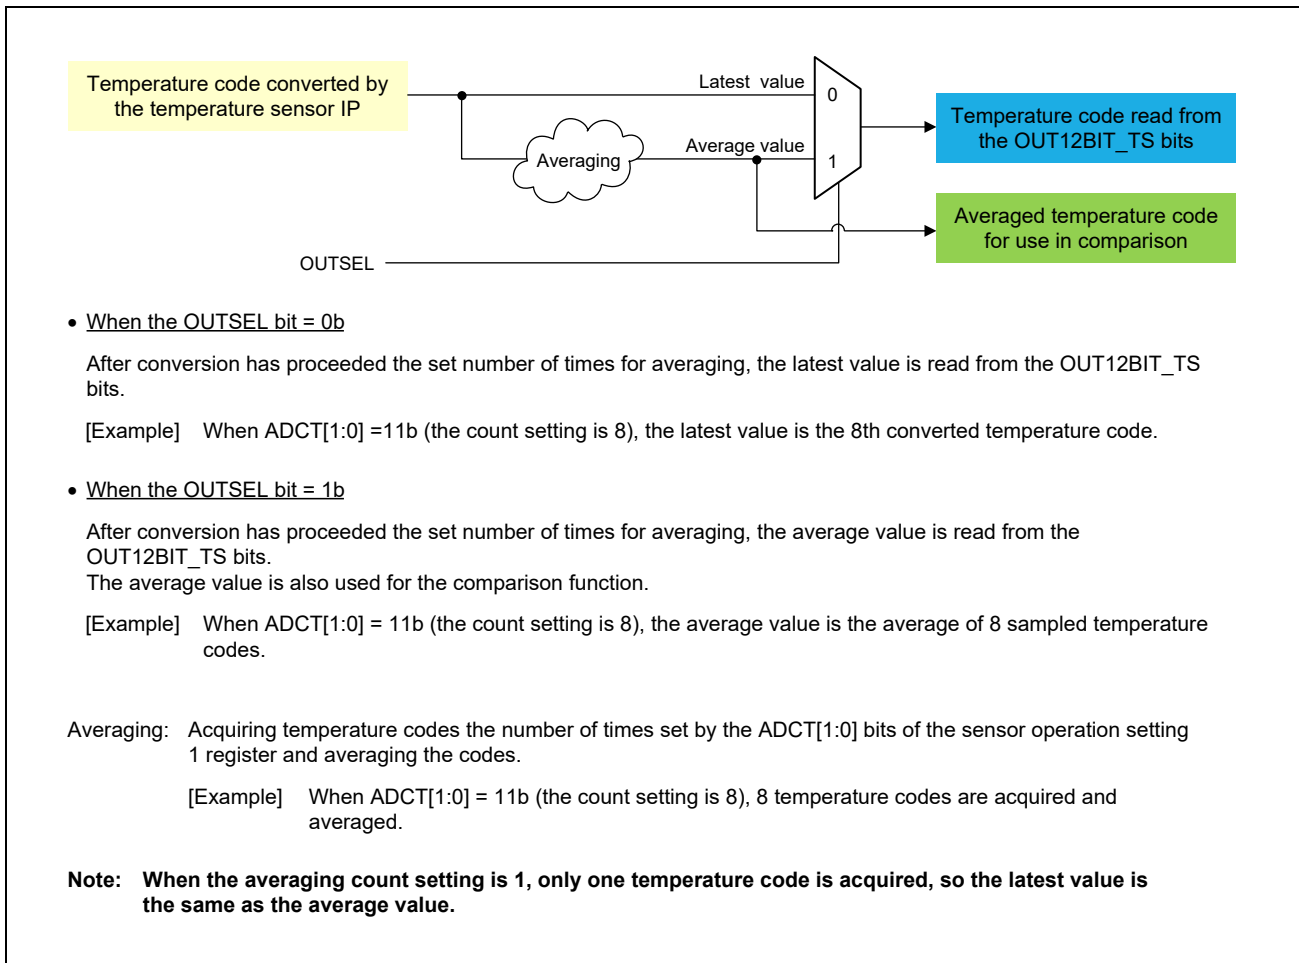 Temperature code converted by
the temperature sensor IP
Latest value
0
Temperature code read from
the OUT12BIT_TS bits
Averaging
Average value
1
Averaged temperature code
for use in comparison
OUTSEL
• When the OUTSEL bit = 0b
After conversion has proceeded the set number of times for averaging, the latest value is read from the OUT12BIT_TS
bits.
[Example] When ADCT[1:0] =11b (the count setting is 8), the latest value is the 8th converted temperature code.
• When the OUTSEL bit = 1b
After conversion has proceeded the set number of times for averaging, the average value is read from the
OUT12BIT_TS bits.
The average value is also used for the comparison function.
[Example] When ADCT[1:0] = 11b (the count setting is 8), the average value is the average of 8 sampled temperature
codes.
Averaging: Acquiring temperature codes the number of times set by the ADCT[1:0] bits of the sensor operation setting
1 register and averaging the codes.
[Example] When ADCT[1:0] = 11b (the count setting is 8), 8 temperature codes are acquired and
averaged.
Note: When the averaging count setting is 1, only one temperature code is acquired, so the latest value is
the same as the average value.